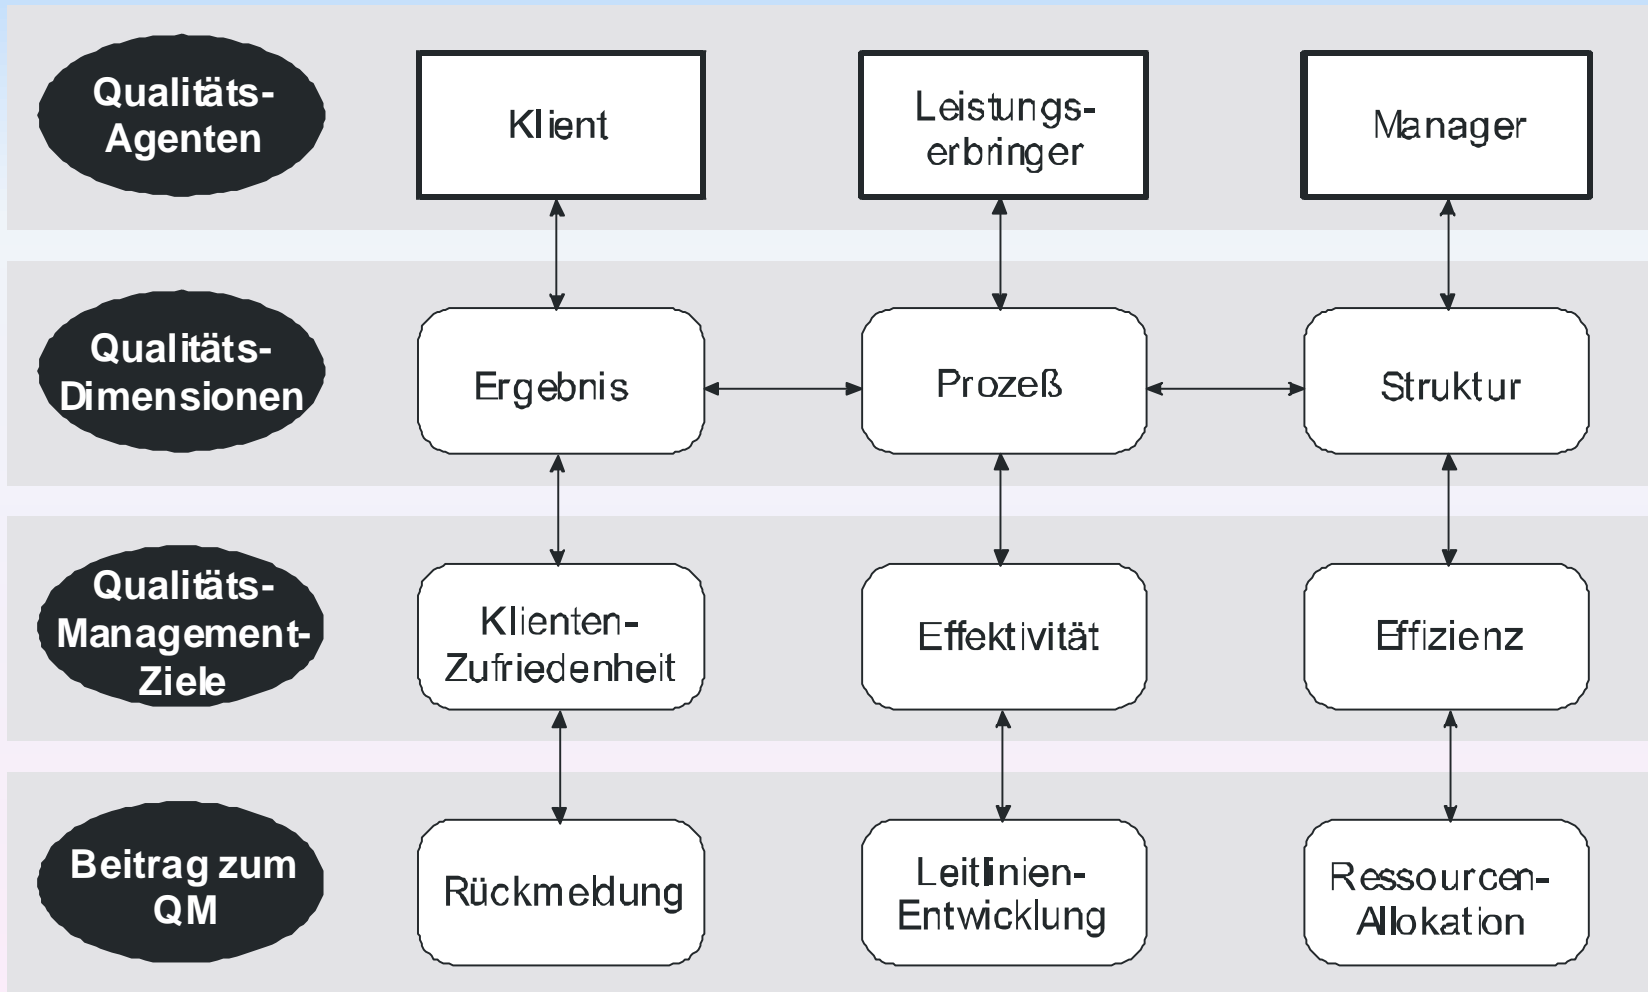 Qualitäts-
Agenten
Klient
Leistungs-
erbringer
Manager
Qualitäts-
Dimensionen
Ergebnis
Prozeß
Struktur
Qualitäts-
Management-
Ziele
Klienten-
Zufriedenheit
Effektivität
Effizienz
Beitrag zum
QM
Rückmeldung
Leitlinien-
Entwicklung
Ressourcen-
Allokation